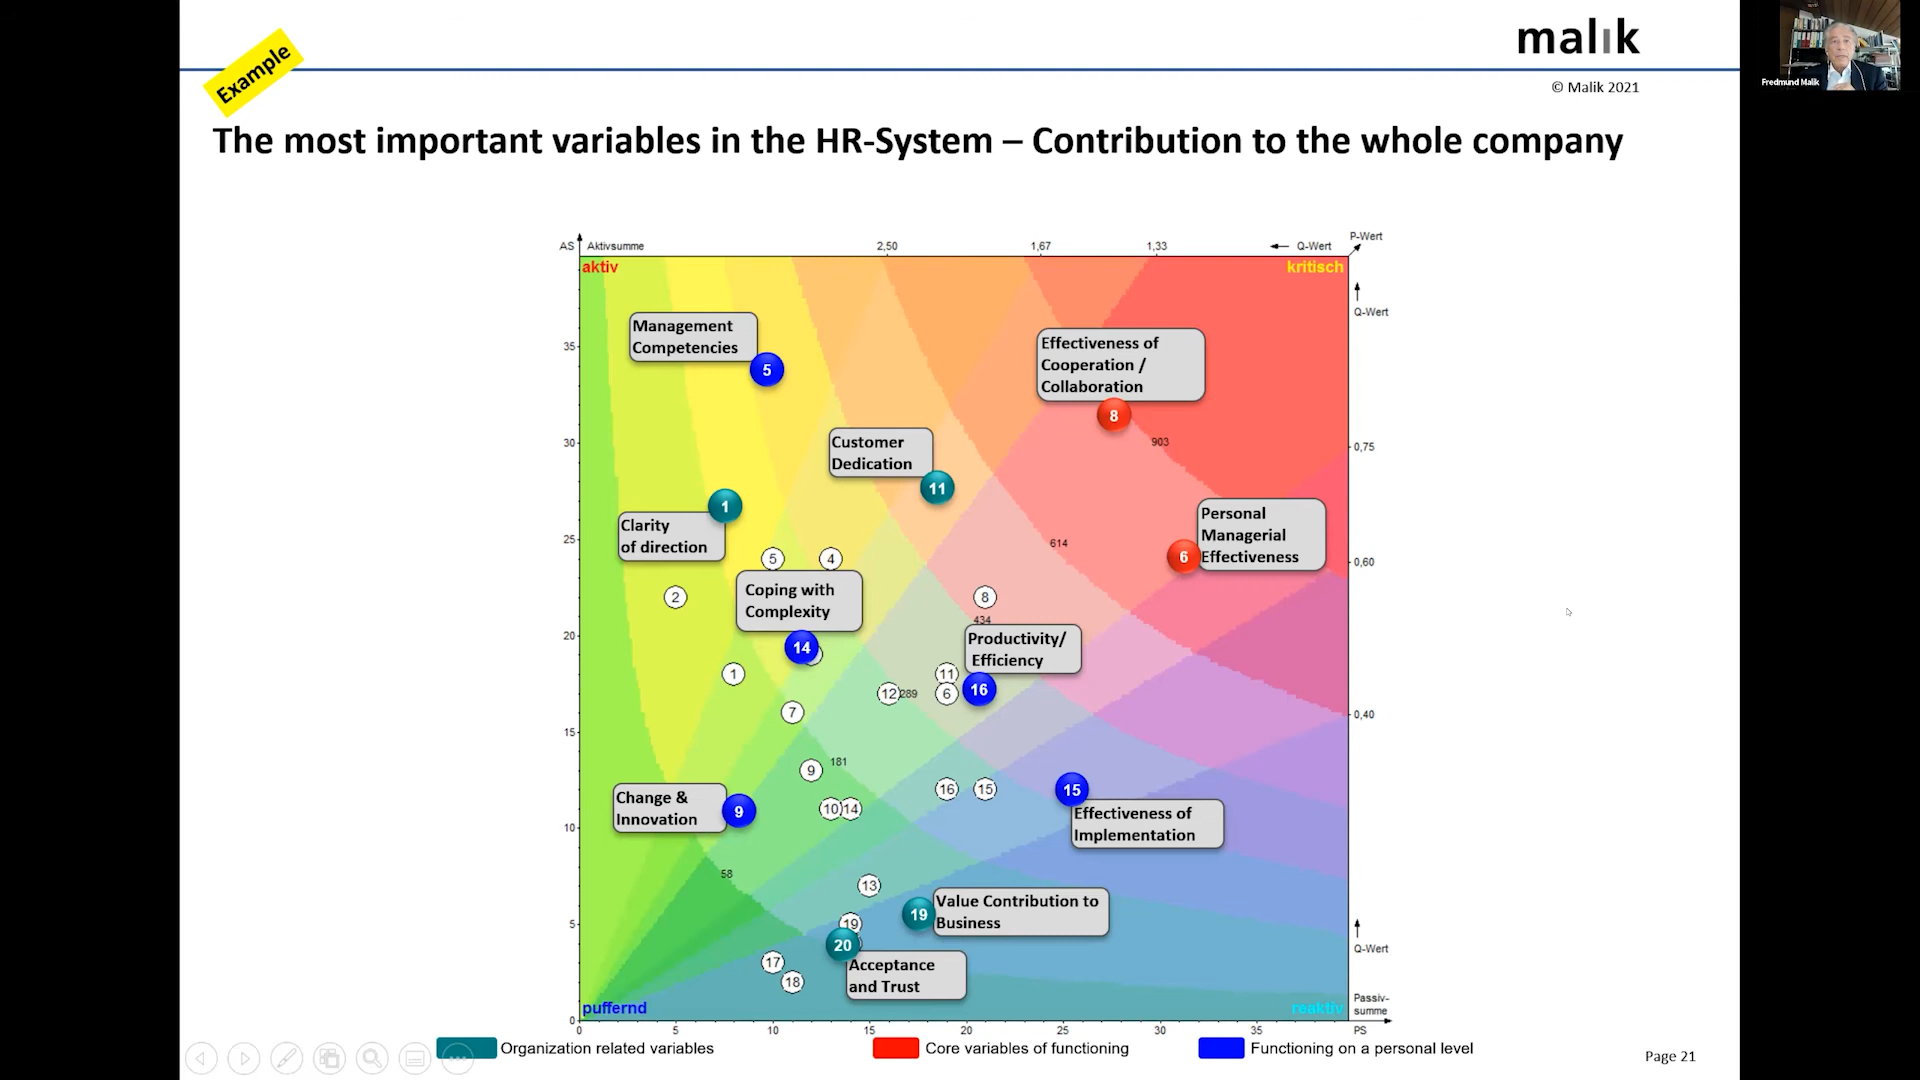 Example
malık
© Malik 2021
Fredmund Malik
The most important variables in the HR-System – Contribution to the whole company
AS
Aktivsumme
2,50
1,67
1,33
Q-Wert
P-Wert
aktiv
kritisch
Q-Wert
Management
Competencies
5
Effectiveness of
Cooperation /
Collaboration
8
903
Customer
Dedication
11
1
Clarity
of direction
Personal
Managerial
Effectiveness
6
614
5
4
2
Coping with
Complexity
14
8
434
Productivity/
Efficiency
16
1
11
12
289
6
7
9
181
16
15
15
Effectiveness of
Implementation
Change &
Innovation
9
10
14
58
13
19
Value Contribution to
Business
19
20
Acceptance
and Trust
17
18
puffernd
reaktiv
35
30
25
20
15
10
5
0
0,75
0,60
0,40
Q-Wert
Passiv-
summe
PS
0
5
10
15
20
25
30
35
Organization related variables
Core variables of functioning
Functioning on a personal level
Page 21